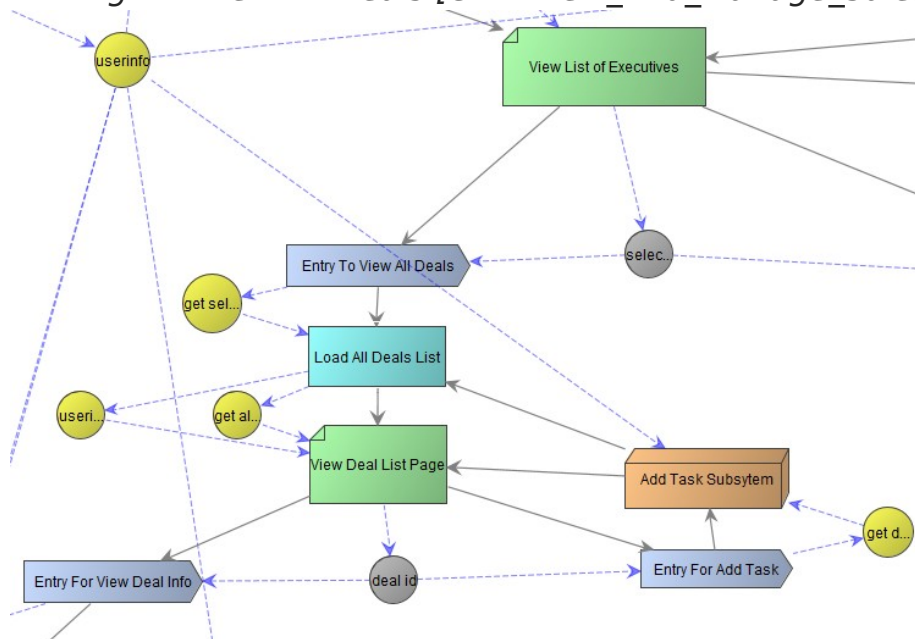 userinfo
View List of Executives
Entry To View All Deals
selec...
get sel...
Load All Deals List
useri...
get al...
View Deal List Page
Add Task Subsytem
get d...
Entry For View Deal Info
deal id
Entry For Add Task